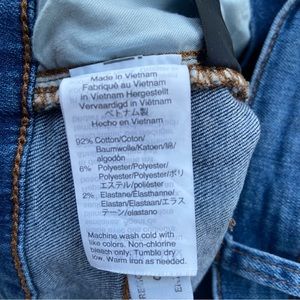 Made in Vietnam
Fabriqué au Vietnam
in Vietnam Hergestellt
Vervaardigd in Viëtnam
ベトナム製
Hecho en Vietnam
92% Cotton/Coton/
Baumwolle/Katoen/綿/
algodón
6% Polyester/Polyester/
Polyester/Polyester/ポリ
エステル/poliéster
2% Elastane/Élasthanne/
Elastan/Elastaan/エラス
テーン/elastano
Machine wash cold with
like colors. Non-chlorine
bleach only. Tumble dry
low. Warm iron as needed.